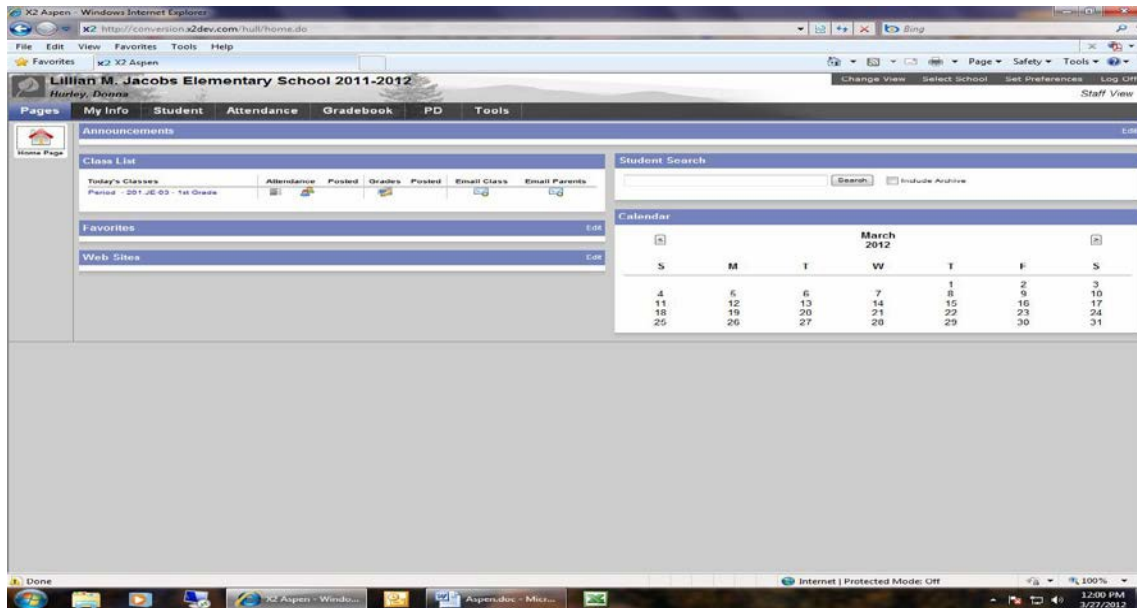 X2 Aspen - Windows Internet Explorer
x2 http://conversion.x2dev.com/hull/home.do
Bing
File Edit View Favorites Tools Help
Favorites x2 X2 Aspen
Page Safety Tools
Lillian M. Jacobs Elementary School 2011-2012
Change View Select School Set Preferences Log Off
Hurley, Donna
Staff View
Pages My Info Student Attendance Gradebook PD Tools
Home Page
Announcements Edit
Class List
Today's Classes Attendance Posted Grades Posted Email Class Email Parents
Period - 201 JE-03 - 1st Grade
Favorites Edit
Web Sites Edit
Student Search
Search Include Archive
Calendar
< March >
2012
S M T W T F S
1 2 3
4 5 6 7 8 9 10
11 12 13 14 15 16 17
18 19 20 21 22 23 24
25 26 27 28 29 30 31
Done
Internet | Protected Mode: Off
100%
X2 Aspen - Windo...
Aspen.doc - Micr...
12:00 PM
3/27/2012